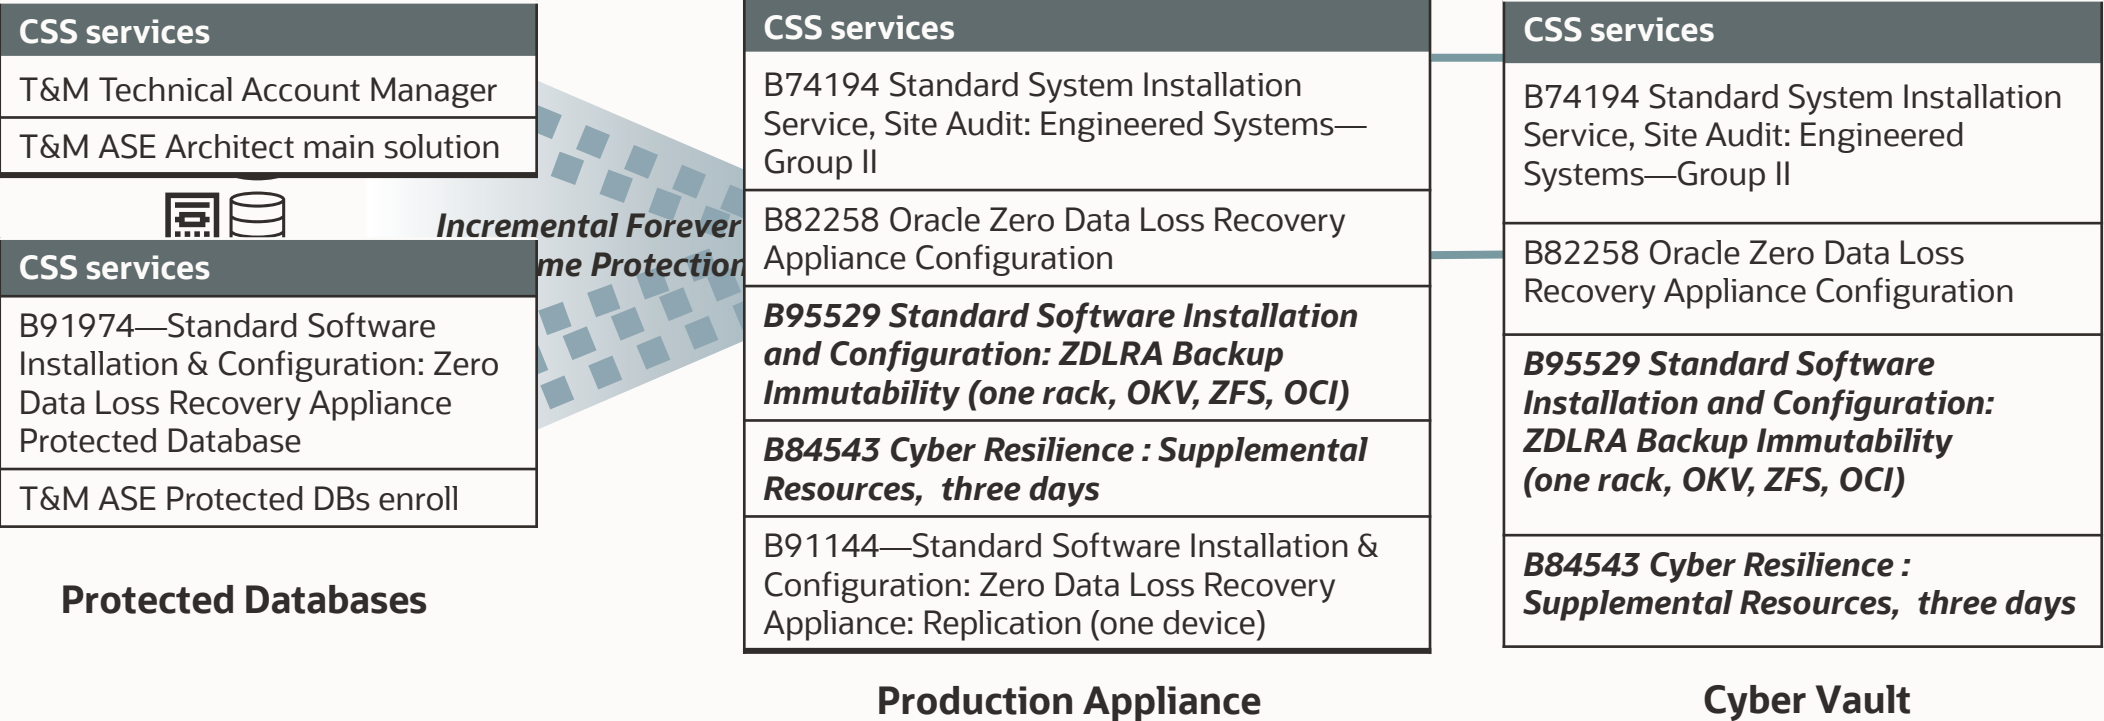 CSS services
T&M Technical Account Manager
T&M ASE Architect main solution
CSS services
B91974—Standard Software
Installation & Configuration: Zero
Data Loss Recovery Appliance
Protected Database
T&M ASE Protected DBs enroll
Protected Databases
Incremental Forever
me Protection
CSS services
B74194 Standard System Installation
Service, Site Audit: Engineered Systems—
Group II
B82258 Oracle Zero Data Loss Recovery
Appliance Configuration
B95529 Standard Software Installation
and Configuration: ZDLRA Backup
Immutability (one rack, OKV, ZFS, OCI)
B84543 Cyber Resilience : Supplemental
Resources,  three days
B91144—Standard Software Installation &
Configuration: Zero Data Loss Recovery
Appliance: Replication (one device)
Production Appliance
CSS services
B74194 Standard System Installation
Service, Site Audit: Engineered
Systems—Group II
B82258 Oracle Zero Data Loss
Recovery Appliance Configuration
B95529 Standard Software
Installation and Configuration:
ZDLRA Backup Immutability
(one rack, OKV, ZFS, OCI)
B84543 Cyber Resilience :
Supplemental Resources,  three days
Cyber Vault